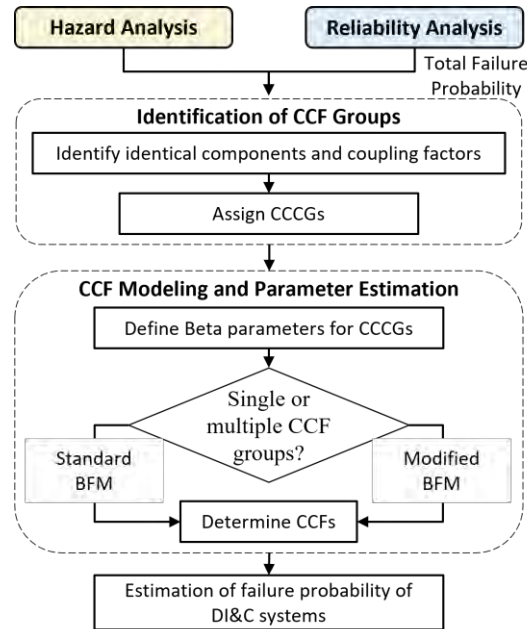 Hazard Analysis
Reliability Analysis
Total Failure
Probability
Identification of CCF Groups
Identify identical components and coupling factors
Assign CCCGs
CCF Modeling and Parameter Estimation
Define Beta parameters for CCCGs
Single or
multiple CCF
groups?
Standard
BFM
Modified
BFM
Determine CCFs
Estimation of failure probability of
DI&C systems